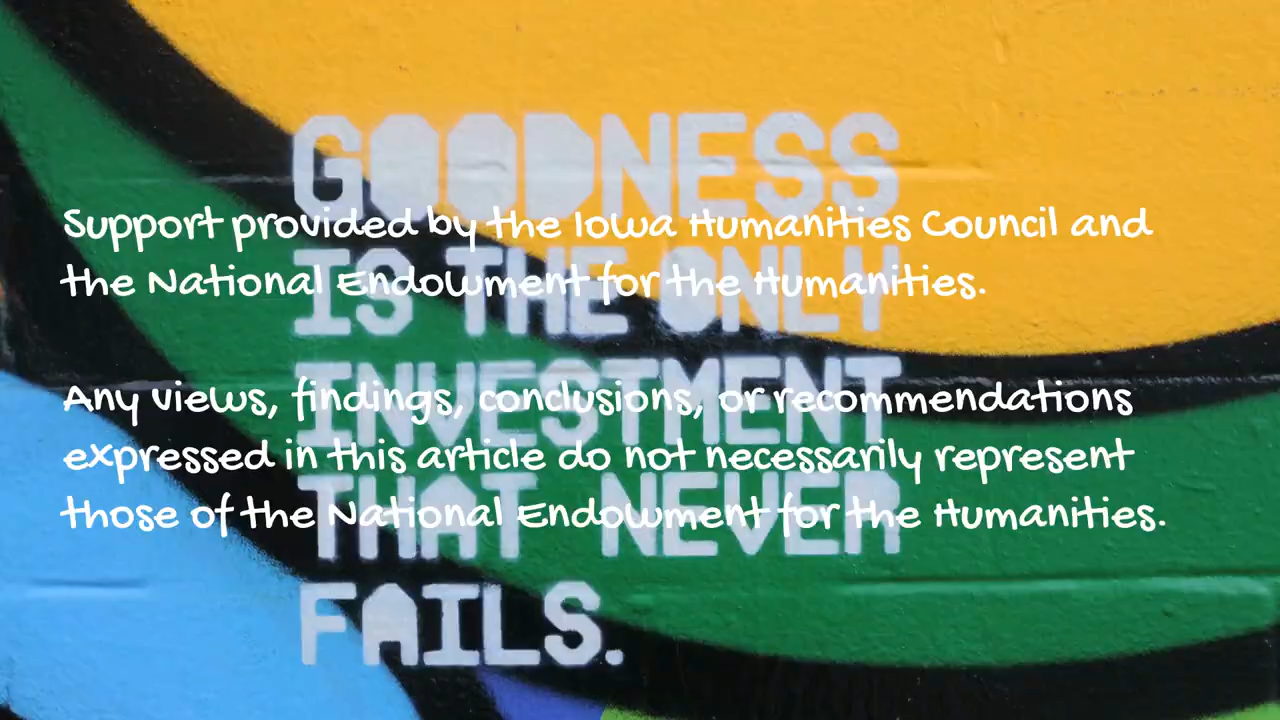 GOODNESS
Support provided by the Iowa Humanities Council and
IS THE ONLY
the National Endowment for the Humanities.
INVESTMENT
Any views, findings, conclusions, or recommendations
expressed in this article do not necessarily represent
THAT NEVER
those of the National Endowment for the Humanities.
FAILS.